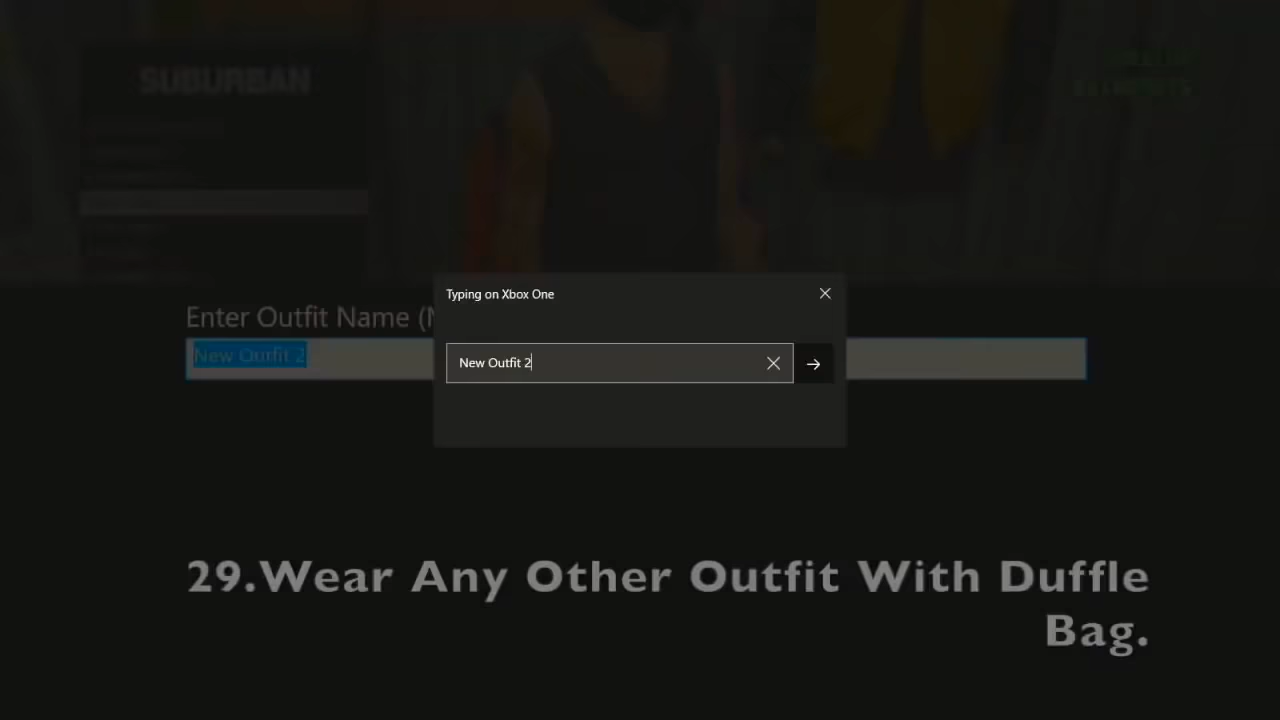 SUBURBAN
Typing on Xbox One
Enter Outfit Name (
New Outfit 2
New Outfit 2
29.Wear Any Other Outfit With Duffle
Bag.